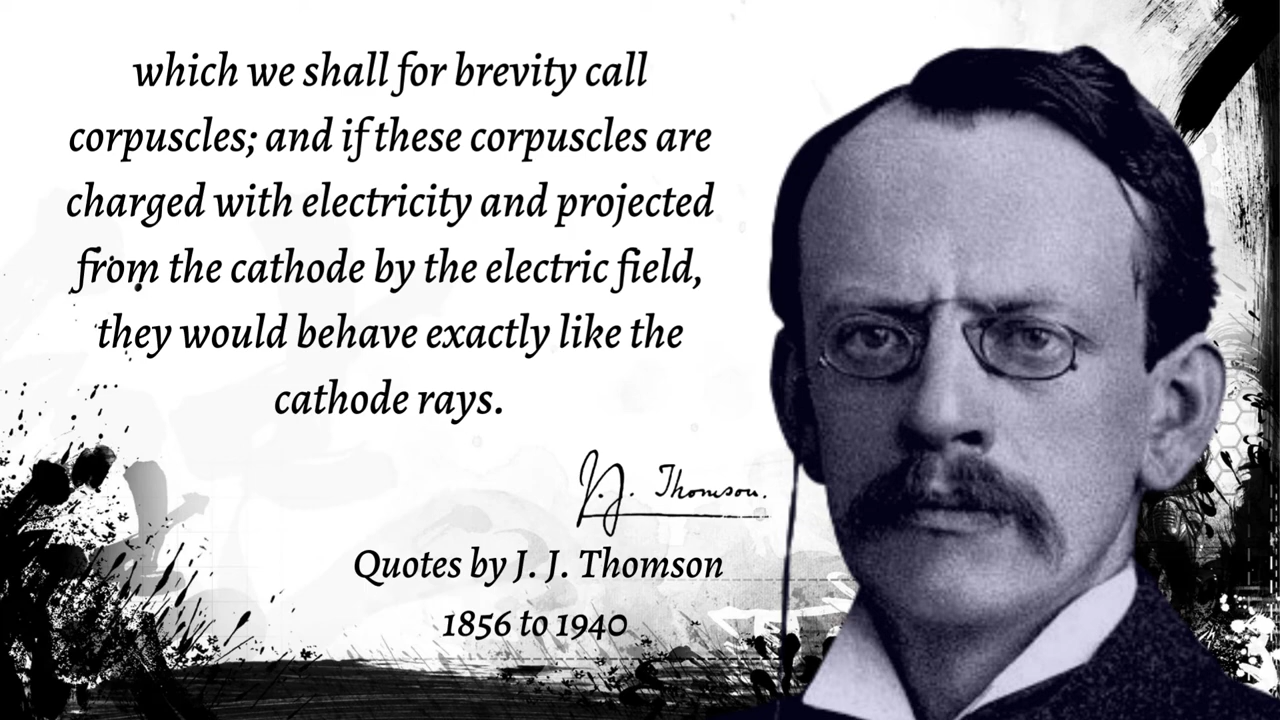 which we shall for brevity call
corpuscles; and if these corpuscles are
charged with electricity and projected
from the cathode by the electric field,
they would behave exactly like the
cathode rays.
J.J. Thomson.
Quotes by J. J. Thomson
1856 to 1940